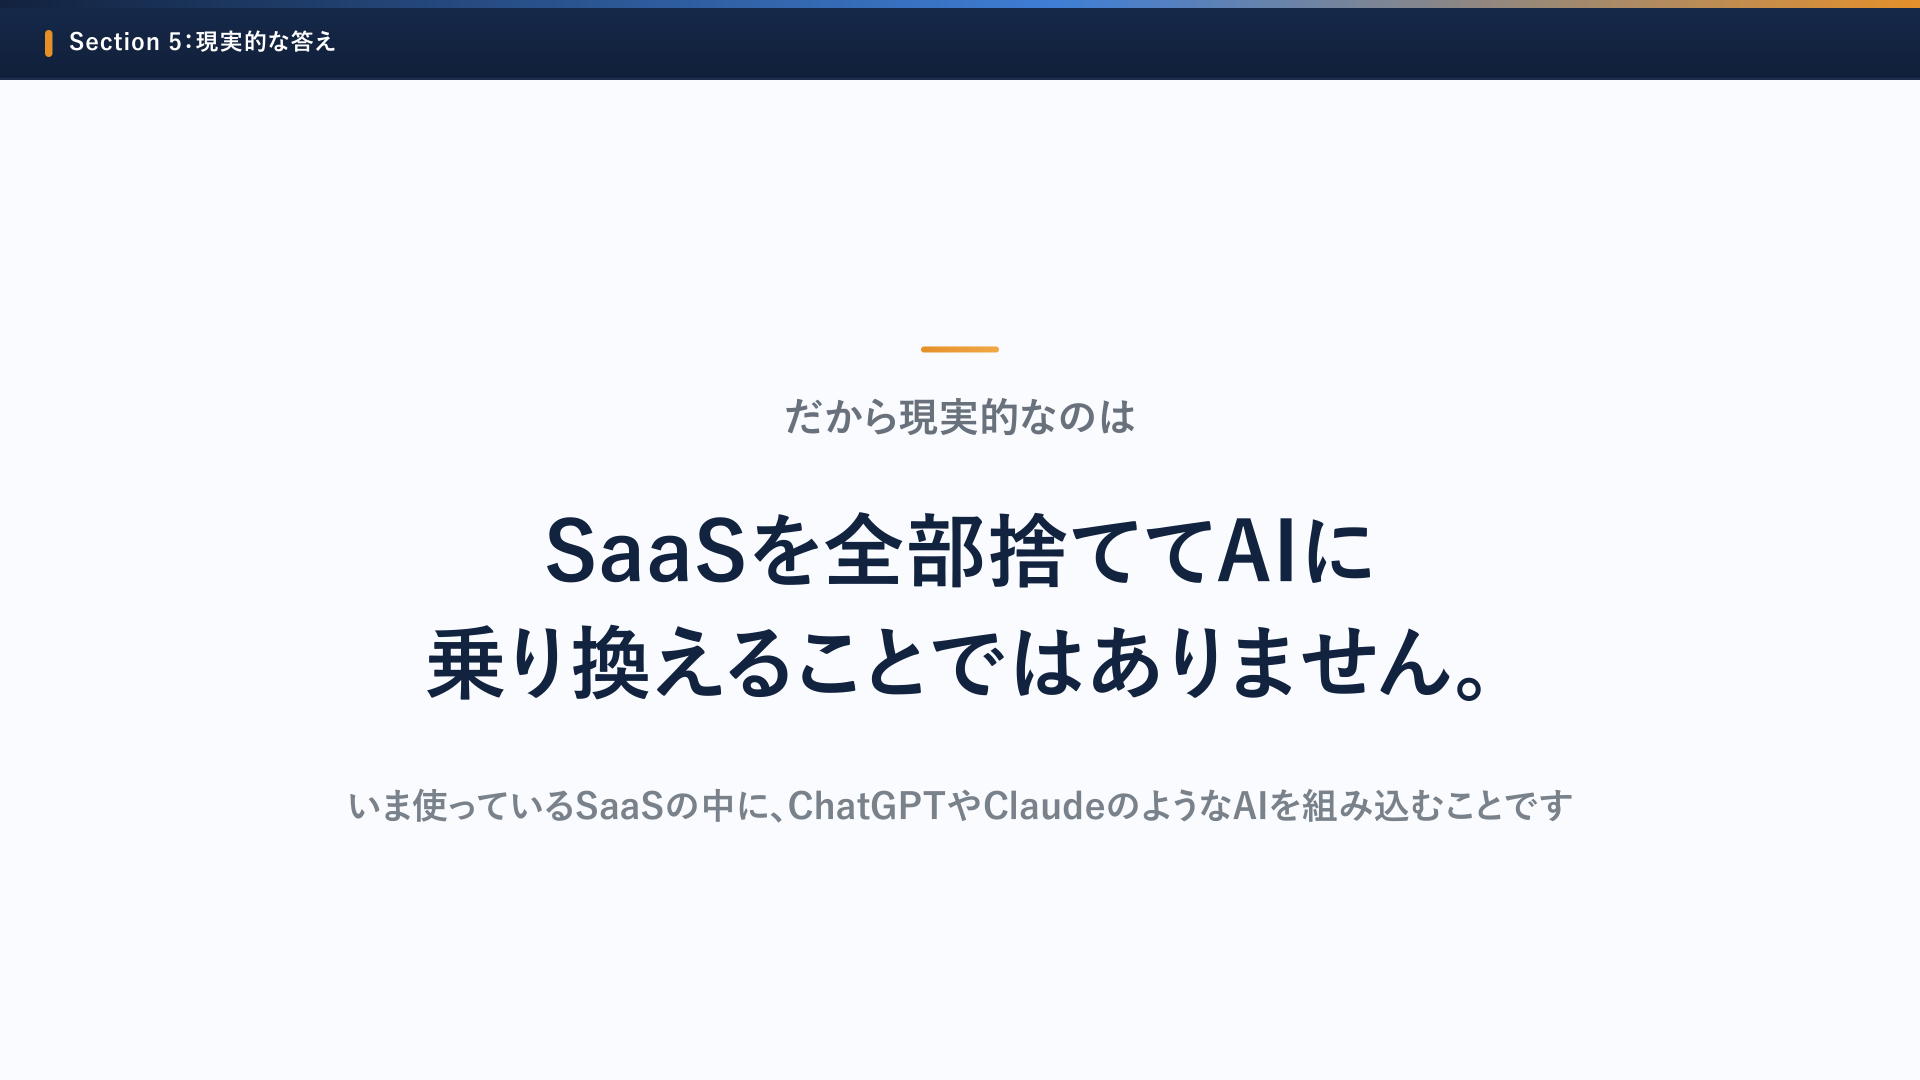 Section 5：現実的な答え
だから現実的なのは
SaaSを全部捨ててAIに
乗り換えることではありません。
いま使っているSaaSの中に、ChatGPTやClaudeのようなAIを組み込むことです